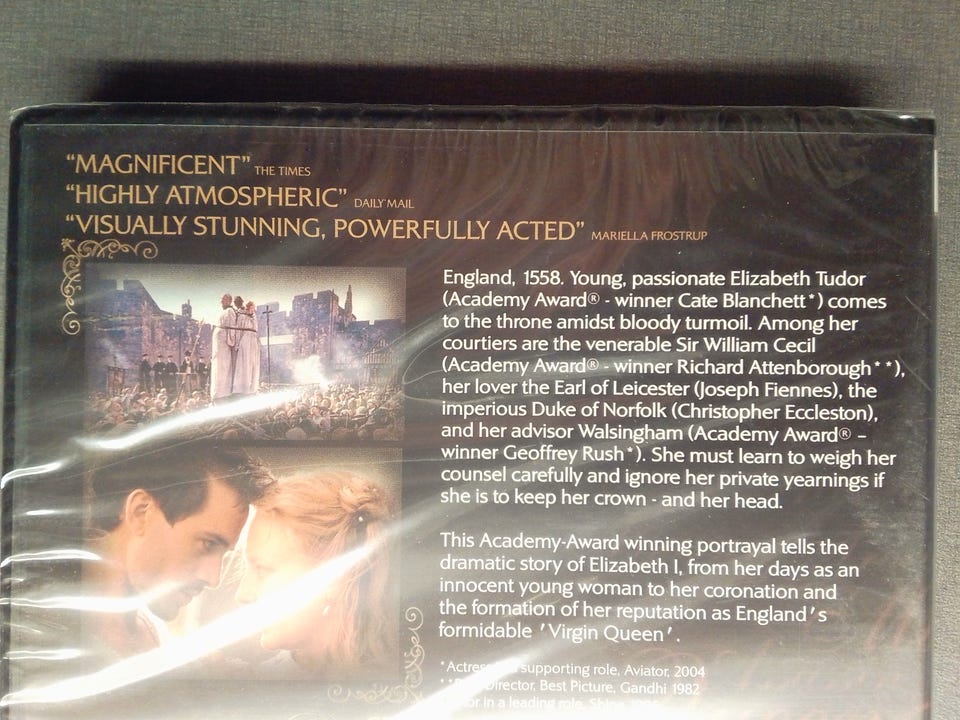 “MAGNIFICENT” THE TIMES
“HIGHLY ATMOSPHERIC” DAILY MAIL
“VISUALLY STUNNING, POWERFULLY ACTED” MARIELLA FROSTRUP
England, 1558. Young, passionate Elizabeth Tudor
(Academy Award® - winner Cate Blanchett*) comes
to the throne amidst bloody turmoil. Among her
courtiers are the venerable Sir William Cecil
(Academy Award® - winner Richard Attenborough**),
her lover the Earl of Leicester (Joseph Fiennes), the
imperious Duke of Norfolk (Christopher Eccleston),
and her advisor Walsingham (Academy Award® –
winner Geoffrey Rush*). She must learn to weigh her
counsel carefully and ignore her private yearnings if
she is to keep her crown - and her head.
This Academy-Award winning portrayal tells the
dramatic story of Elizabeth I, from her days as an
innocent young woman to her coronation and
the formation of her reputation as England's
formidable 'Virgin Queen'.
*Actress supporting role, Aviator, 2004
** Director, Best Picture, Gandhi 1982
in a leading role, Shine